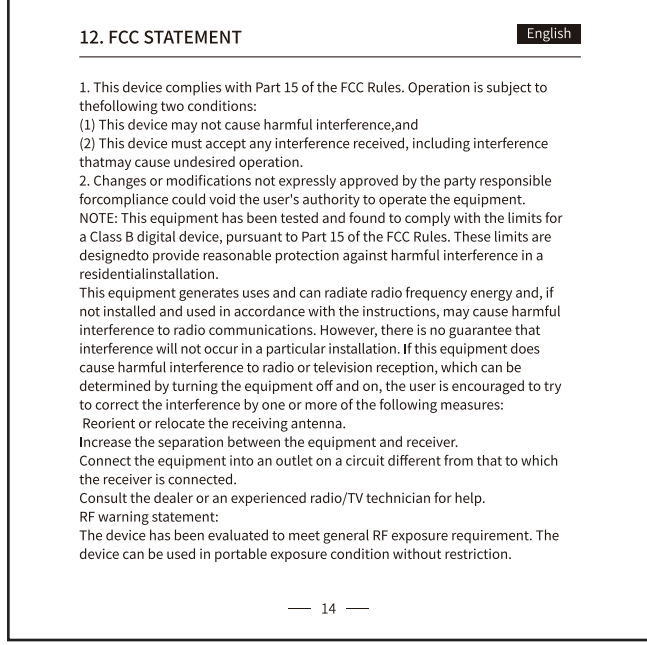 12. FCC STATEMENT
English
1. This device complies with Part 15 of the FCC Rules. Operation is subject to
thefollowing two conditions:
(1) This device may not cause harmful interference,and
(2) This device must accept any interference received, including interference
thatmay cause undesired operation.
2. Changes or modifications not expressly approved by the party responsible
forcompliance could void the user's authority to operate the equipment.
NOTE: This equipment has been tested and found to comply with the limits for
a Class B digital device, pursuant to Part 15 of the FCC Rules. These limits are
designedto provide reasonable protection against harmful interference in a
residentialinstallation.
This equipment generates uses and can radiate radio frequency energy and, if
not installed and used in accordance with the instructions, may cause harmful
interference to radio communications. However, there is no guarantee that
interference will not occur in a particular installation. If this equipment does
cause harmful interference to radio or television reception, which can be
determined by turning the equipment off and on, the user is encouraged to try
to correct the interference by one or more of the following measures:
Reorient or relocate the receiving antenna.
Increase the separation between the equipment and receiver.
Connect the equipment into an outlet on a circuit different from that to which
the receiver is connected.
Consult the dealer or an experienced radio/TV technician for help.
RF warning statement:
The device has been evaluated to meet general RF exposure requirement. The
device can be used in portable exposure condition without restriction.
14